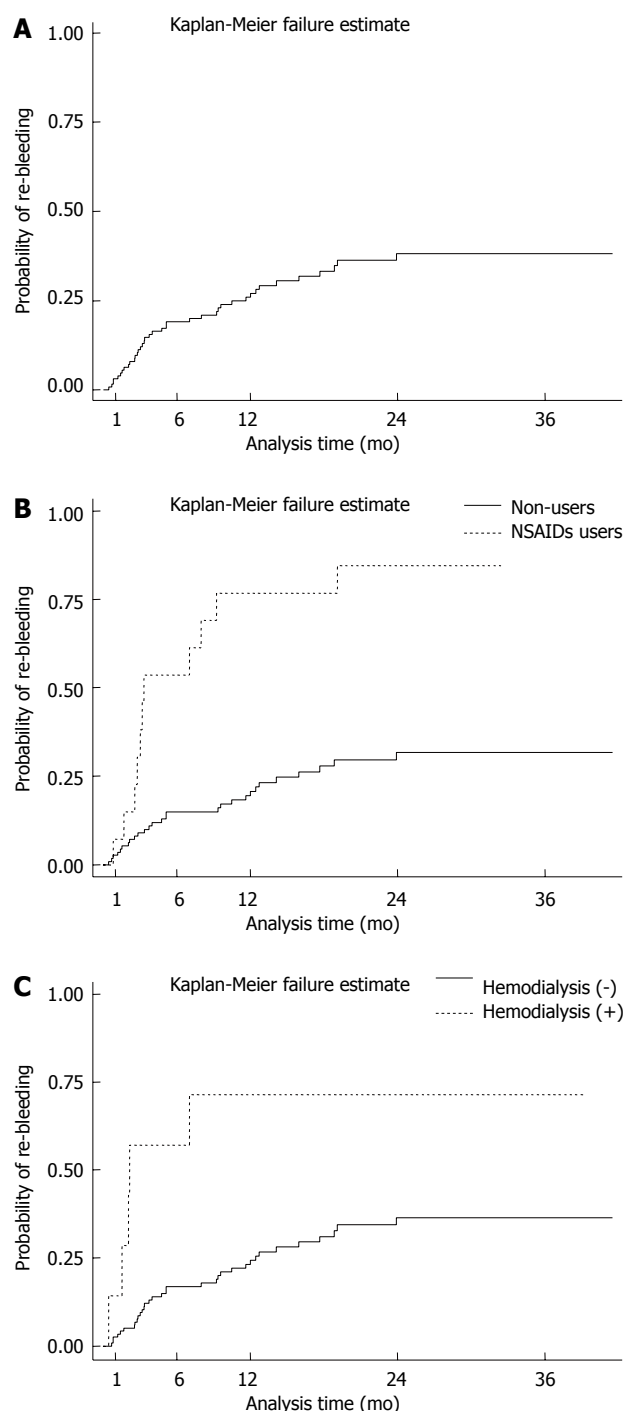 A
Kaplan-Meier failure estimate
1.00
0.75
0.50
0.25
0.00
Probability of re-bleeding
1 6 12 24 36
Analysis time (mo)
B
Kaplan-Meier failure estimate
Non-users
NSAIDs users
1.00
0.75
0.50
0.25
0.00
Probability of re-bleeding
1 6 12 24 36
Analysis time (mo)
C
Kaplan-Meier failure estimate
Hemodialysis (-)
Hemodialysis (+)
1.00
0.75
0.50
0.25
0.00
Probability of re-bleeding
1 6 12 24 36
Analysis time (mo)